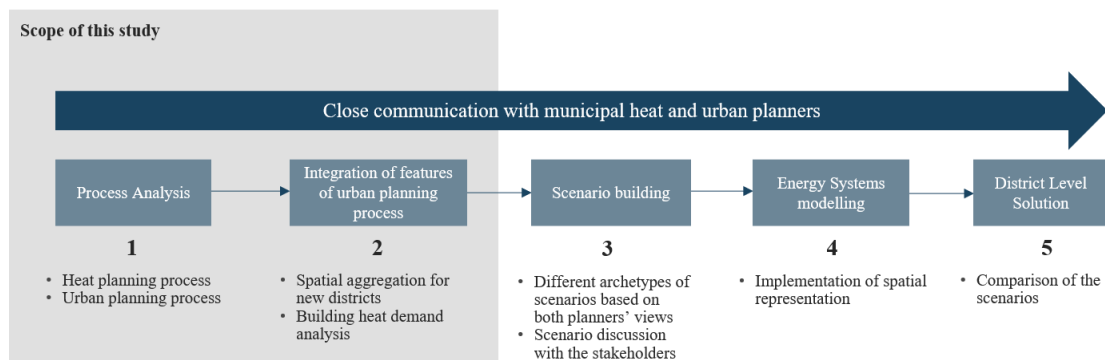 Scope of this study
Close communication with municipal heat and urban planners
Process Analysis
Integration of features
of urban planning
process
Scenario building
Energy Systems
modelling
District Level
Solution
1
2
3
4
5
• Heat planning process
• Urban planning process
• Spatial aggregation for
new districts
• Building heat demand
analysis
• Different archetypes of
scenarios based on
both planners’ views
• Scenario discussion
with the stakeholders
• Implementation of spatial
representation
• Comparison of the
scenarios